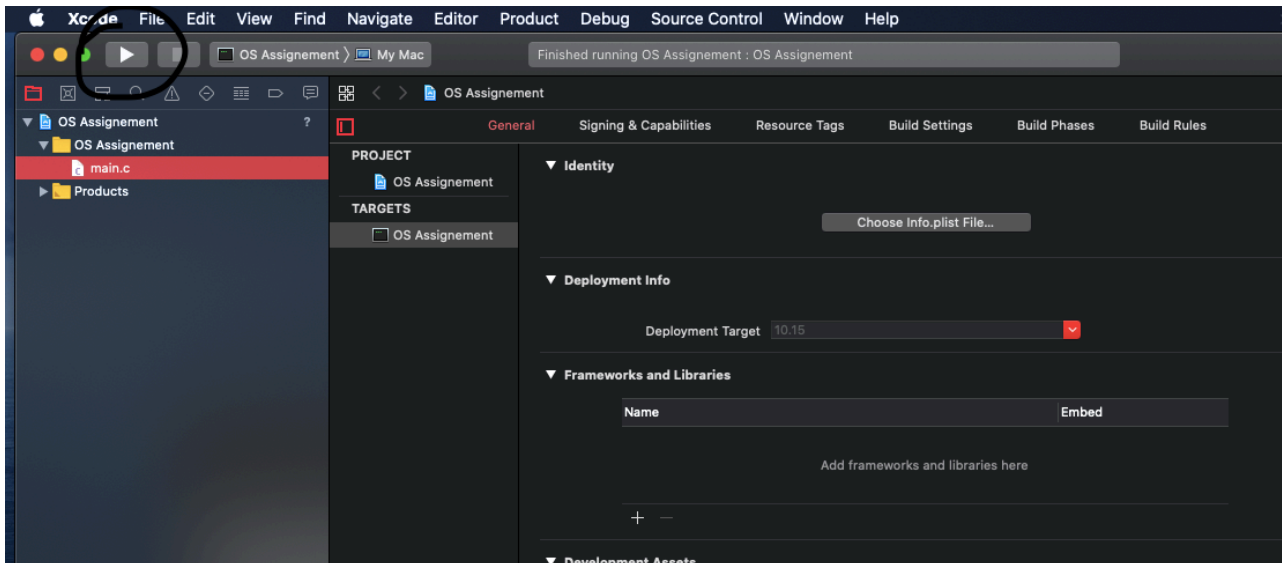 Xcode File Edit View Find Navigate Editor Product Debug Source Control Window Help
OS Assignement 〉 My Mac
Finished running OS Assignement : OS Assignement
OS Assignement
OS Assignement ?
General Signing & Capabilities Resource Tags Build Settings Build Phases Build Rules
OS Assignement
main.c
Products
PROJECT
OS Assignement
TARGETS
OS Assignement
Identity
Choose Info.plist File...
Deployment Info
Deployment Target 10.15
Frameworks and Libraries
Name Embed
Add frameworks and libraries here
Development Assets